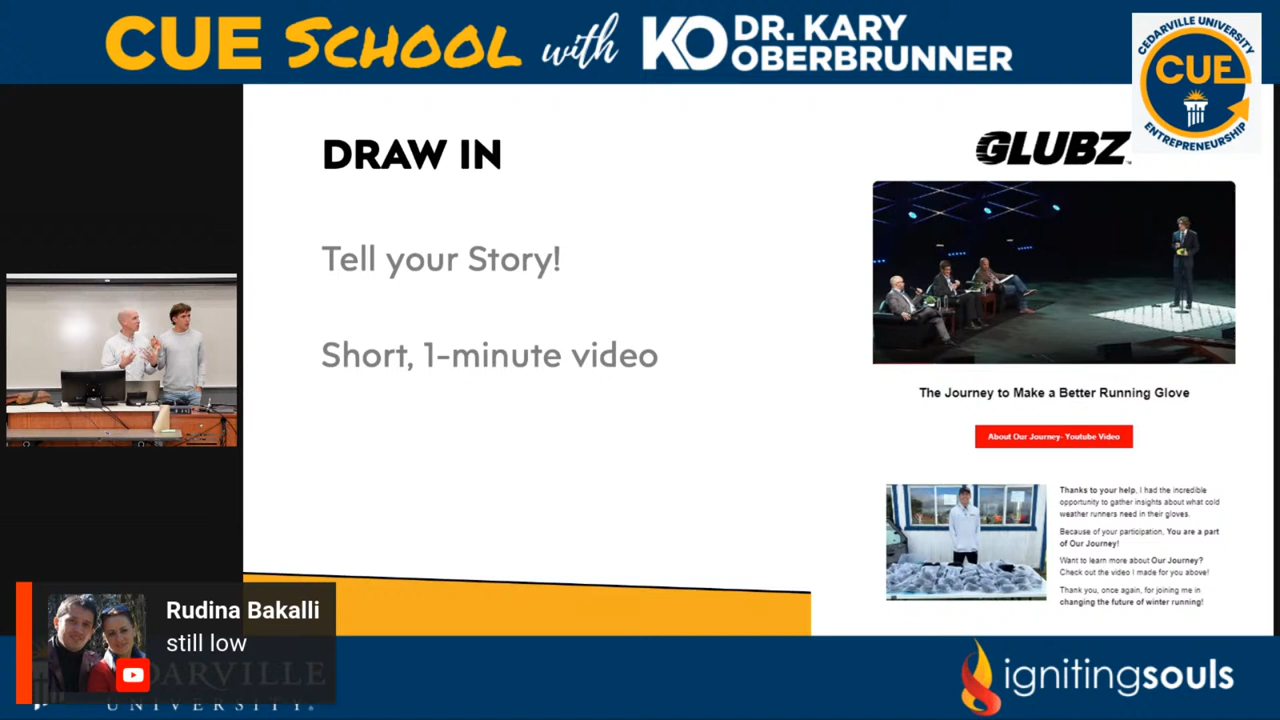 CUE SCHOOL with KO DR. KARY OBERBRUNNER
CEDARVILLE UNIVERSITY
CUE
ENTREPRENEURSHIP
DRAW IN
Tell your Story!
Short, 1-minute video
GLUBZ™
The Journey to Make a Better Running Glove
About Our Journey- Youtube Video
Thanks to your help, I had the incredible
opportunity to gather insights about what cold
weather runners need in their gloves.
Because of your participation, You are a part
of Our Journey!
Want to learn more about Our Journey?
Check out the video I made for you above!
Thank you, once again, for joining me in
changing the future of winter running!
Rudina Bakalli
still low
DARVILLE
UNIVERSITY®
ignitingsouls